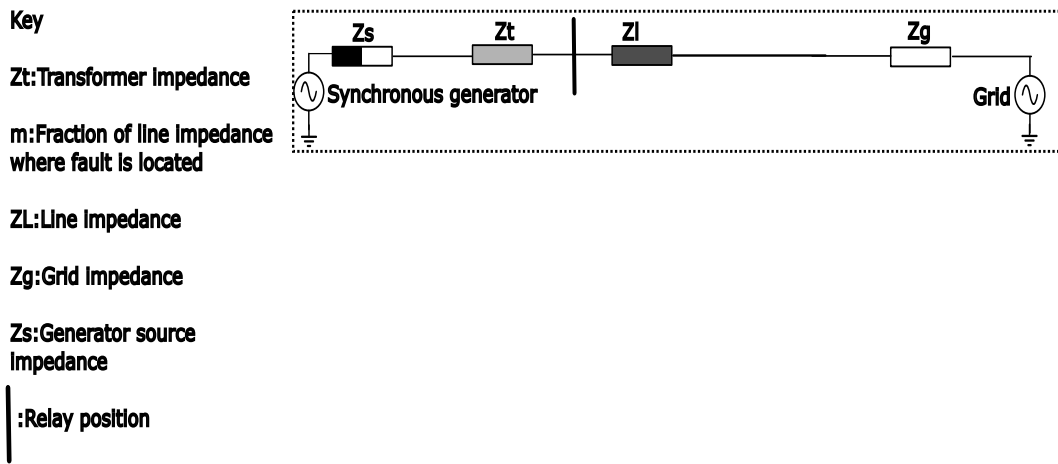 Key
Zt:Transformer impedance
m:Fraction of line impedance
where fault is located
ZL:Line impedance
Zg:Grid impedance
Zs:Generator source
impedance
:Relay position
Zs
Zt
Zl
Zg
Synchronous generator
Grid